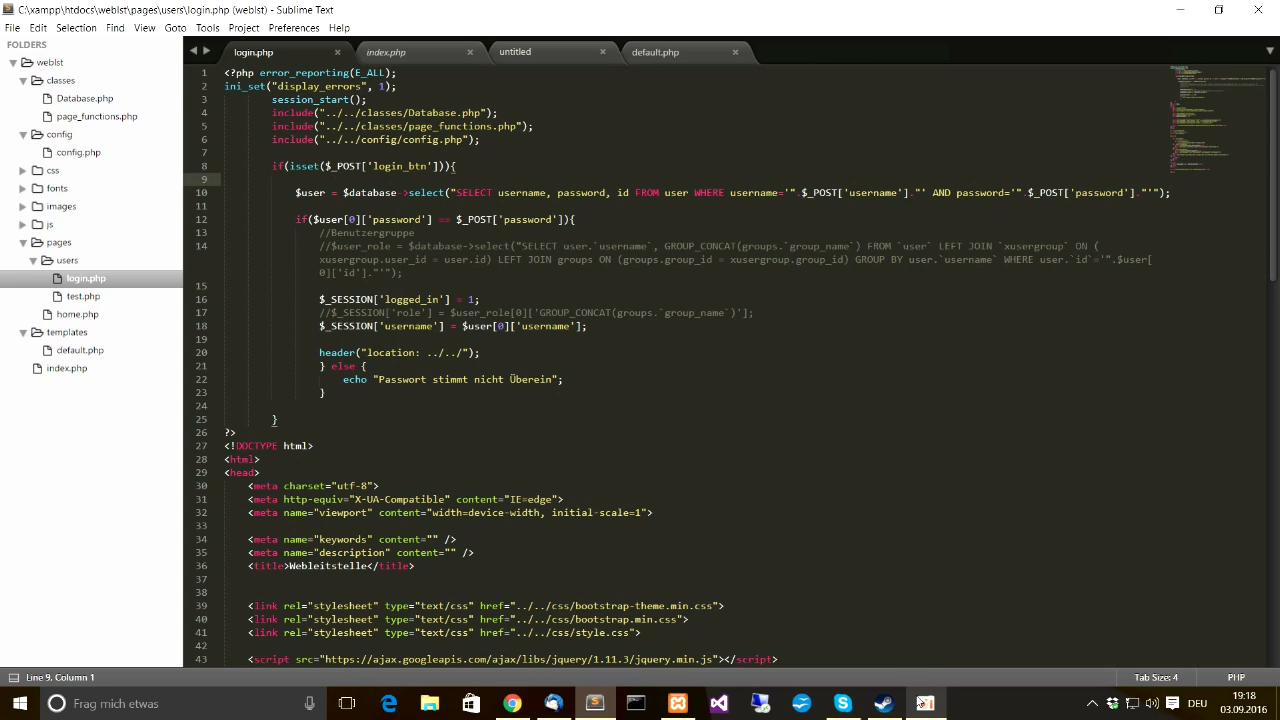 C:\xampp\htdocs\weblst\pages\users\login.php (weblst) - Sublime Text
File Edit Selection Find View Goto Tools Project Preferences Help
FOLDERS
weblst
classes
Database.php
page_functions.php
config
config.php
css
fonts
images
js
pages
users
login.php
test.php
home.php
templates
default.php
index.php
login.php × index.php × untitled × default.php ×
1 <?php error_reporting(E_ALL);
2 ini_set("display_errors", 1);
3 session_start();
4 include("../../classes/Database.php");
5 include("../../classes/page_functions.php");
6 include("../../config/config.php");
7
8 if(isset($_POST['login_btn'])){
9
10 $user = $database->select("SELECT username, password, id FROM user WHERE username='".$_POST['username']."' AND password='".$_POST['password']."'");
11
12 if($user[0]['password'] == $_POST['password']){
13 //Benutzergruppe
14 //$user_role = $database->select("SELECT user.`username`, GROUP_CONCAT(groups.`group_name`) FROM `user` LEFT JOIN `xusergroup` ON (
xusergroup.user_id = user.id) LEFT JOIN groups ON (groups.group_id = xusergroup.group_id) GROUP BY user.`username` WHERE user.`id`='".$user[
0]['id']."'");
15
16 $_SESSION['logged_in'] = 1;
17 //$_SESSION['role'] = $user_role[0]['GROUP_CONCAT(groups.`group_name`)'];
18 $_SESSION['username'] = $user[0]['username'];
19
20 header("location: ../../");
21 } else {
22 echo "Passwort stimmt nicht Überein";
23 }
24
25 }
26 ?>
27 <!DOCTYPE html>
28 <html>
29 <head>
30 <meta charset="utf-8">
31 <meta http-equiv="X-UA-Compatible" content="IE=edge">
32 <meta name="viewport" content="width=device-width, initial-scale=1">
33
34 <meta name="keywords" content="" />
35 <meta name="description" content="" />
36 <title>Webleitstelle</title>
37
38
39 <link rel="stylesheet" type="text/css" href="../../css/bootstrap-theme.min.css">
40 <link rel="stylesheet" type="text/css" href="../../css/bootstrap.min.css">
41 <link rel="stylesheet" type="text/css" href="../../css/style.css">
42
43 <script src="https://ajax.googleapis.com/ajax/libs/jquery/1.11.3/jquery.min.js"></script>
Line 9, Column 1 Tab Size: 4 PHP
Frag mich etwas DEU 19:18
03.09.2016